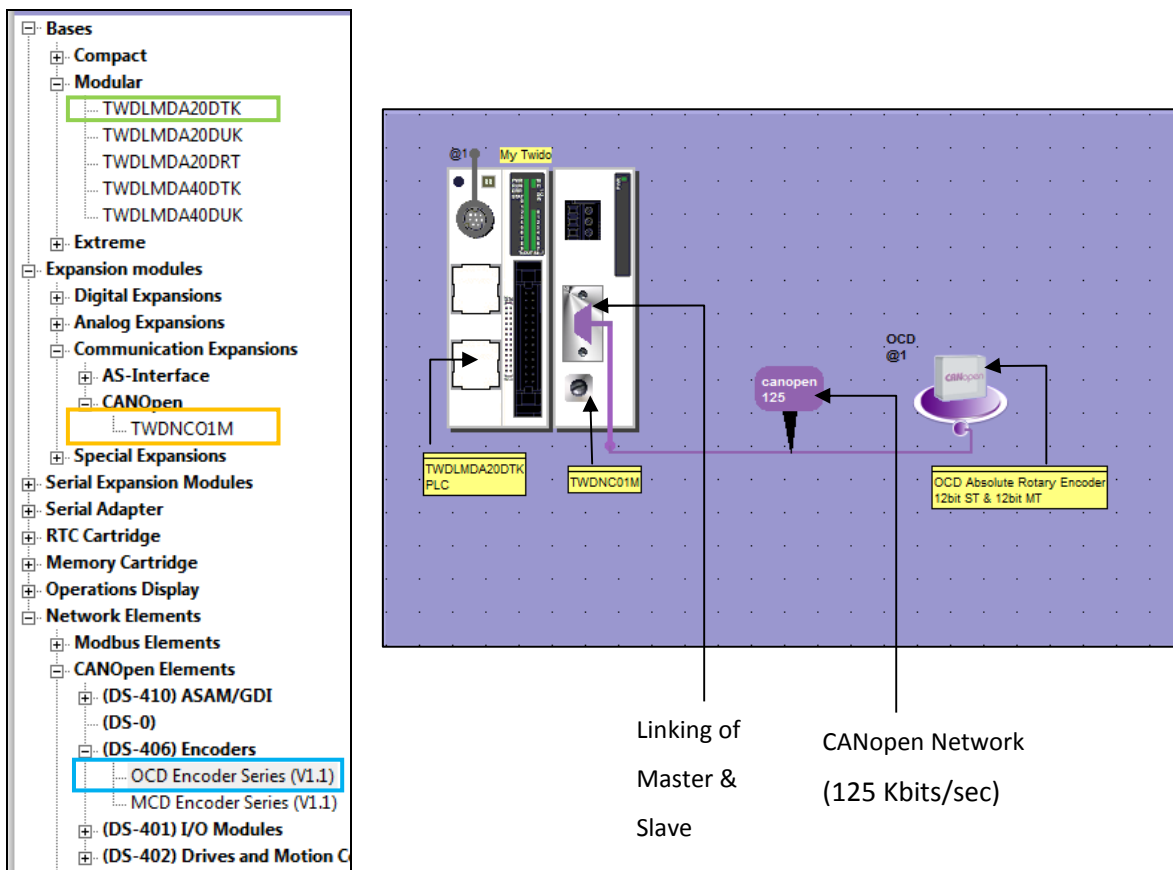 Bases
Compact
Modular
TWDLMDA20DTK
TWDLMDA20DUK
TWDLMDA20DRT
TWDLMDA40DTK
TWDLMDA40DUK
Extreme
Expansion modules
Digital Expansions
Analog Expansions
Communication Expansions
AS-Interface
CANOpen
TWDNCO1M
Special Expansions
Serial Expansion Modules
Serial Adapter
RTC Cartridge
Memory Cartridge
Operations Display
Network Elements
Modbus Elements
CANOpen Elements
(DS-410) ASAM/GDI
(DS-0)
(DS-406) Encoders
OCD Encoder Series (V1.1)
MCD Encoder Series (V1.1)
(DS-401) I/O Modules
(DS-402) Drives and Motion C
@1
My Twido
OCD
@1
CANopen
canopen
125
TWDLMDA20DTK
PLC
TWDNC01M
OCD Absolute Rotary Encoder
12bit ST & 12bit MT
Linking of
Master &
Slave
CANopen Network
(125 Kbits/sec)